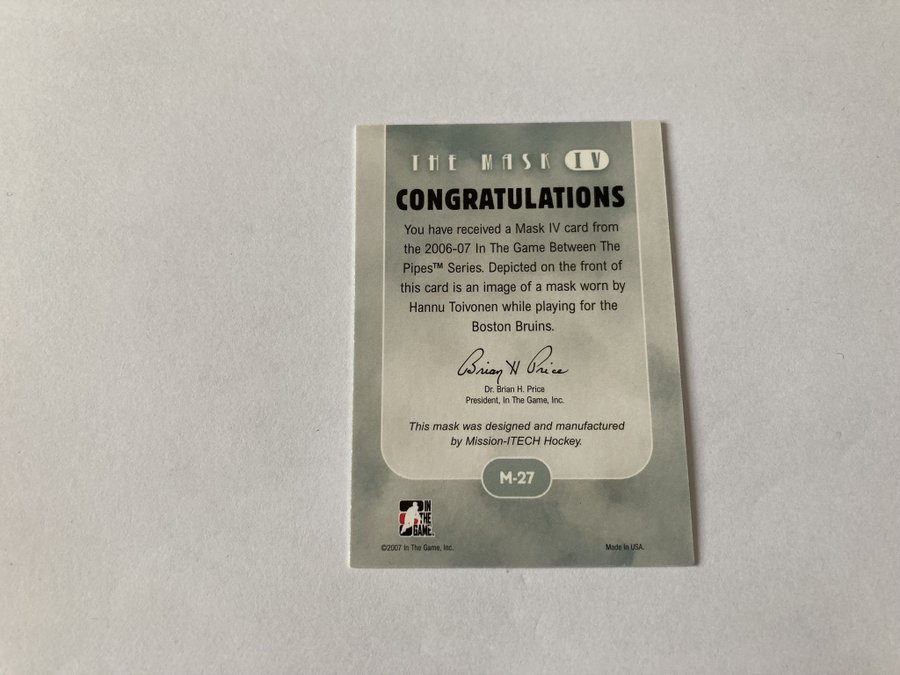 THE MASK IV
CONGRATULATIONS
You have received a Mask IV card from
the 2006-07 In The Game Between The
Pipes™ Series. Depicted on the front of
this card is an image of a mask worn by
Hannu Toivonen while playing for the
Boston Bruins.
Brian H Price
Dr. Brian H. Price
President, In The Game, Inc.
This mask was designed and manufactured
by Mission-ITECH Hockey.
M-27
IN
THE
GAME
©2007 In The Game, Inc.
Made In USA.